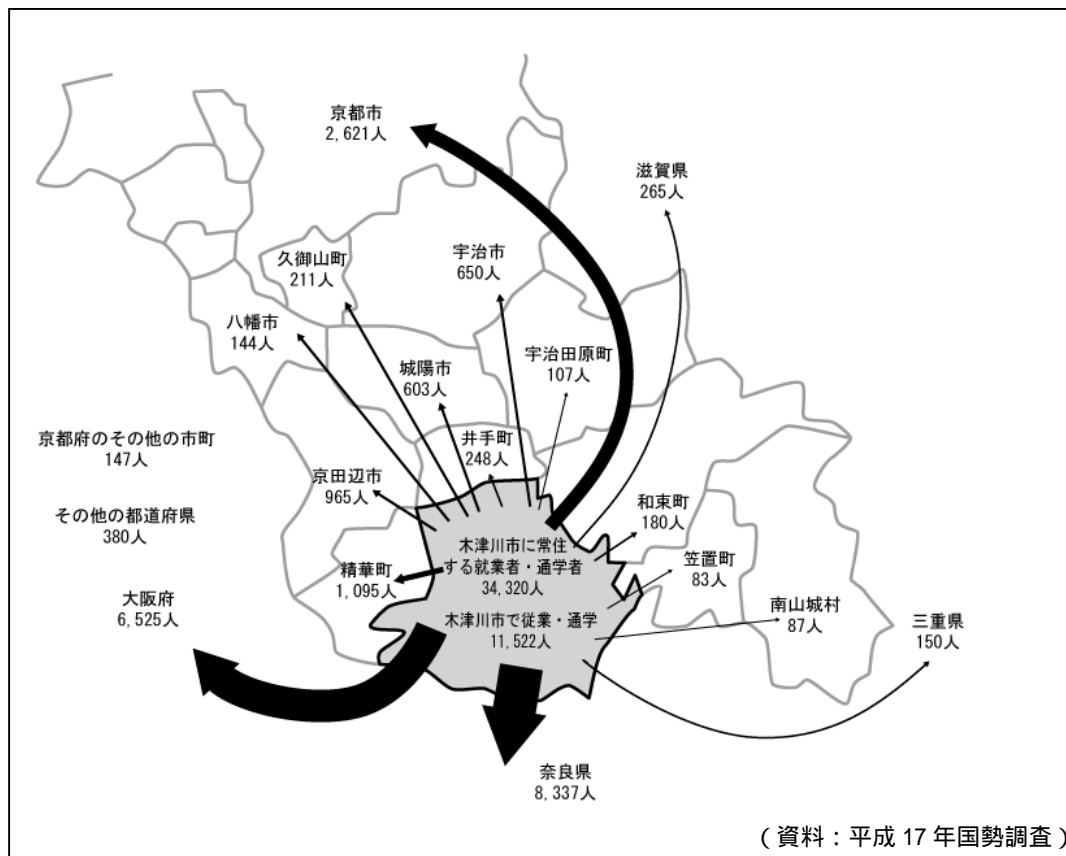 京都市
2,621人
滋賀県
265人
久御山町
211人
宇治市
650人
八幡市
144人
城陽市
603人
宇治田原町
107人
京都府のその他の市町
147人
井手町
248人
京田辺市
965人
その他の都道府県
380人
和束町
180人
木津川市に常住
する就業者・通学者
34,320人
精華町
1,095人
笠置町
83人
大阪府
6,525人
木津川市で従業・通学
11,522人
南山城村
87人
三重県
150人
奈良県
8,337人
(資料:平成17年国勢調査)